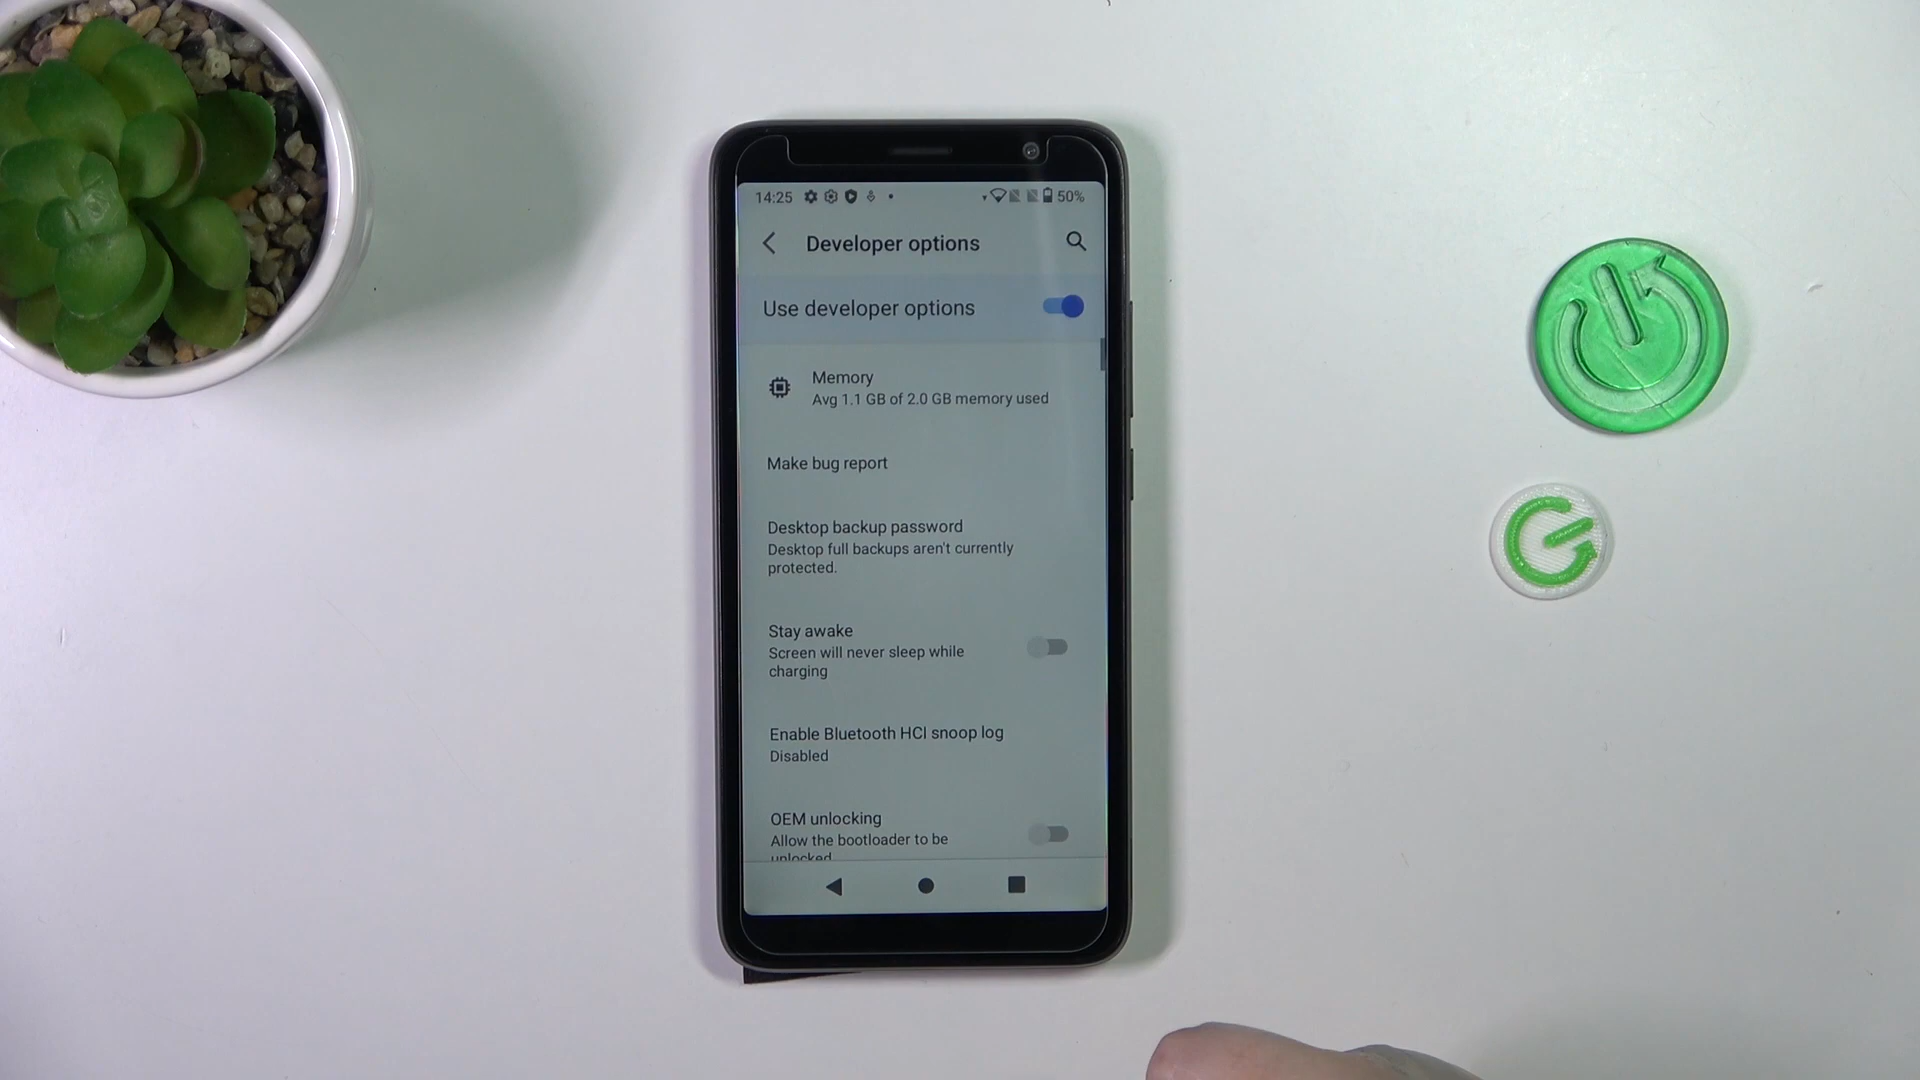 14:25
50%
Developer options
Use developer options
Memory
Avg 1.1 GB of 2.0 GB memory used
Make bug report
Desktop backup password
Desktop full backups aren't currently
protected.
Stay awake
Screen will never sleep while
charging
Enable Bluetooth HCI snoop log
Disabled
OEM unlocking
Allow the bootloader to be
unlocked